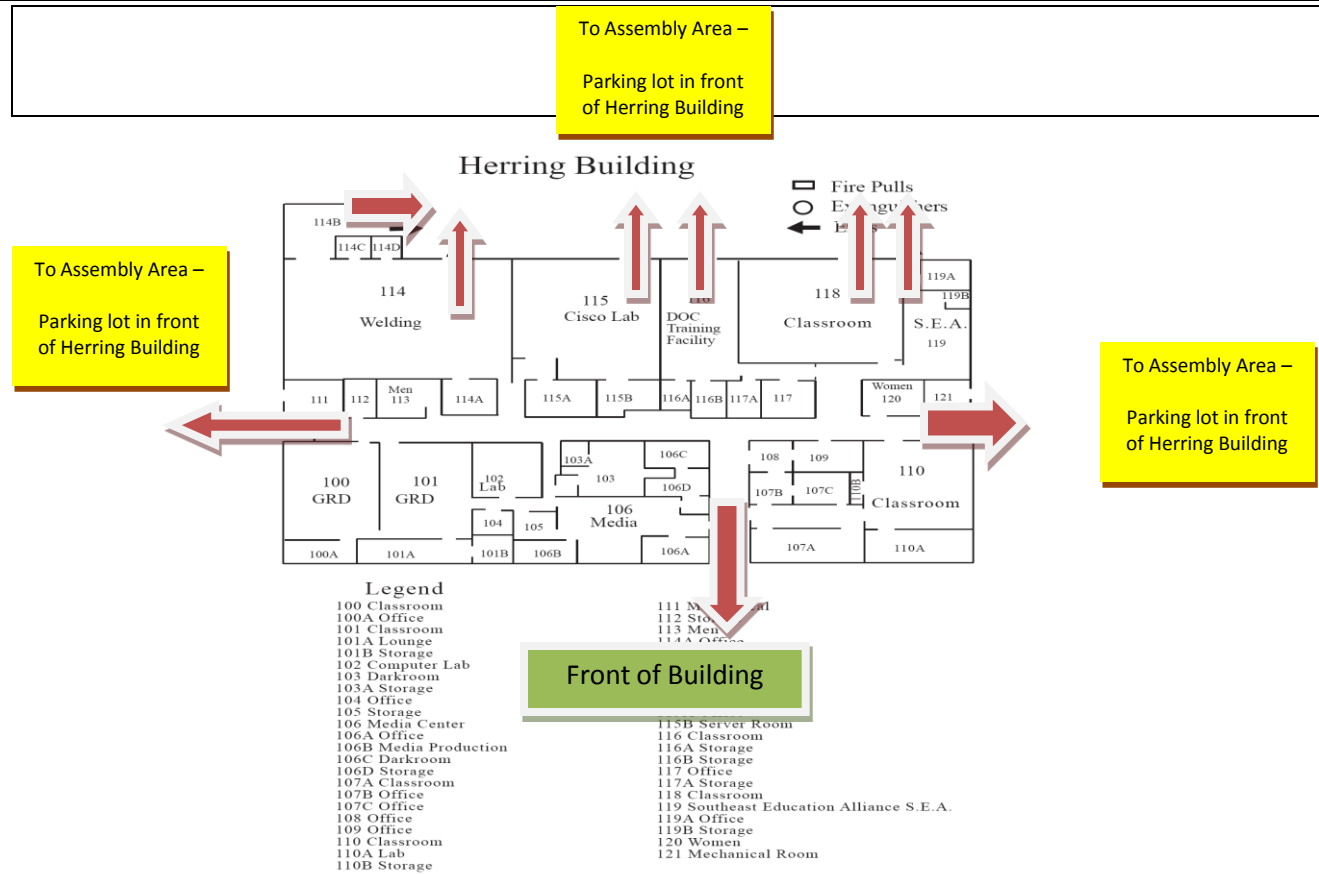 To Assembly Area –
Parking lot in front
of Herring Building
Herring Building
Fire Pulls
To Assembly Area –
Parking lot in front
of Herring Building
To Assembly Area –
Parking lot in front
of Herring Building
114B
114C
114D
114
Welding
115
Cisco Lab
DOC
Training
Facility
118
Classroom
119A
119B
S.E.A.
119
111
112
Men
113
114A
115A
115B
116A
116B
117A
117
Women
120
121
100
GRD
101
GRD
102
Lab
103A
103
106C
106D
104
105
106
Media
100A
101A
101B
106B
106A
108
109
107B
107C
110B
110
Classroom
107A
110A
Legend
100 Classroom
100A Office
101 Classroom
101A Lounge
101B Storage
102 Computer Lab
103 Darkroom
103A Storage
104 Office
105 Storage
106 Media Center
106A Office
106B Media Production
106C Darkroom
106D Storage
107A Classroom
107B Office
107C Office
108 Office
109 Office
110 Classroom
110A Lab
110B Storage
111
112
113 Men
114A Office
Front of Building
115B Server Room
116 Classroom
116A Storage
116B Storage
117 Office
117A Storage
118 Classroom
119 Southeast Education Alliance S.E.A.
119A Office
119B Storage
120 Women
121 Mechanical Room